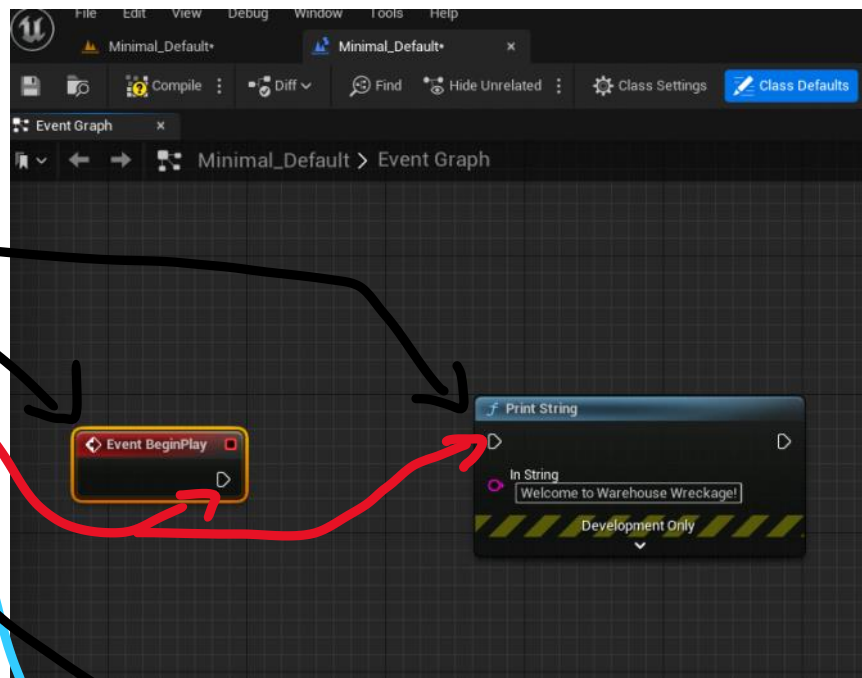 File Edit View Debug Window Tools Help
Minimal_Default•
Minimal_Default•
Compile Diff Find Hide Unrelated Class Settings Class Defaults
Event Graph
Minimal_Default > Event Graph
Print String
Event BeginPlay
In String
Welcome to Warehouse Wreckage!
Development Only